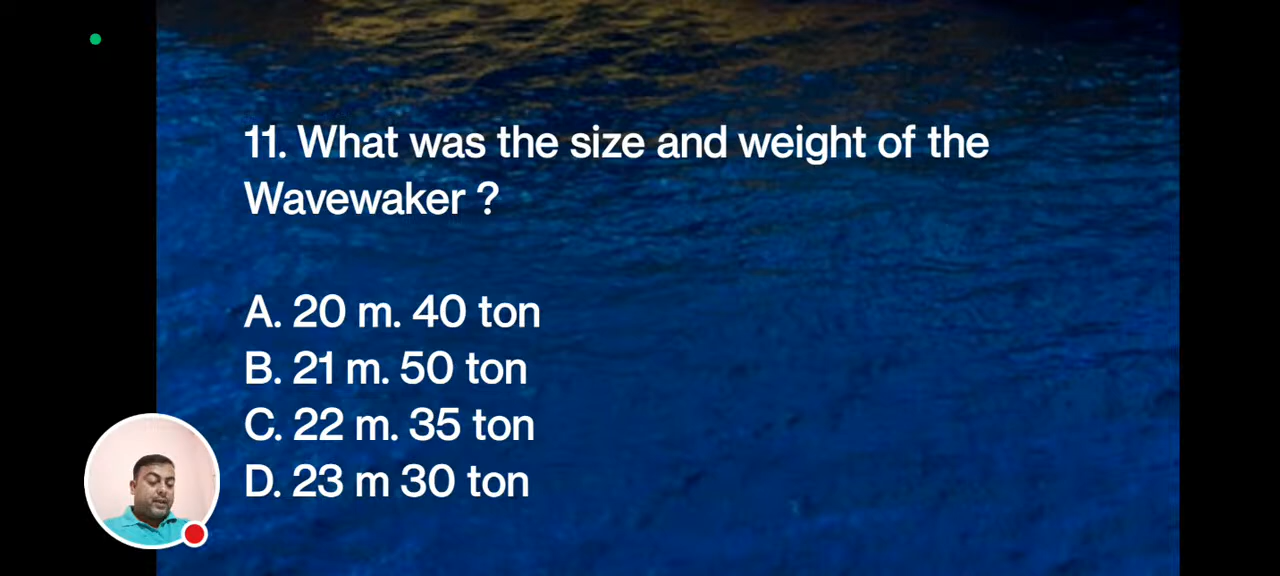 11. What was the size and weight of the
Wavewaker ?
A. 20 m. 40 ton
B. 21 m. 50 ton
C. 22 m. 35 ton
D. 23 m 30 ton